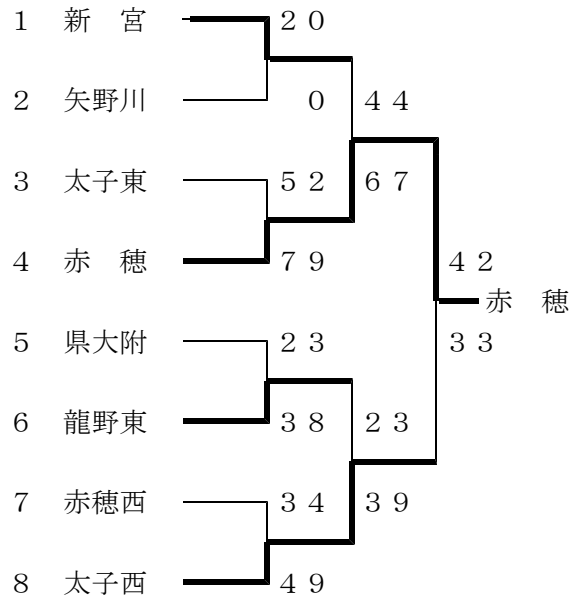 1 新 宮 20
2 矢野川 0 44
3 太子東 52 67
4 赤 穂 79 42
赤 穂
5 県大附 23 33
6 龍野東 38 23
7 赤穂西 34 39
8 太子西 49